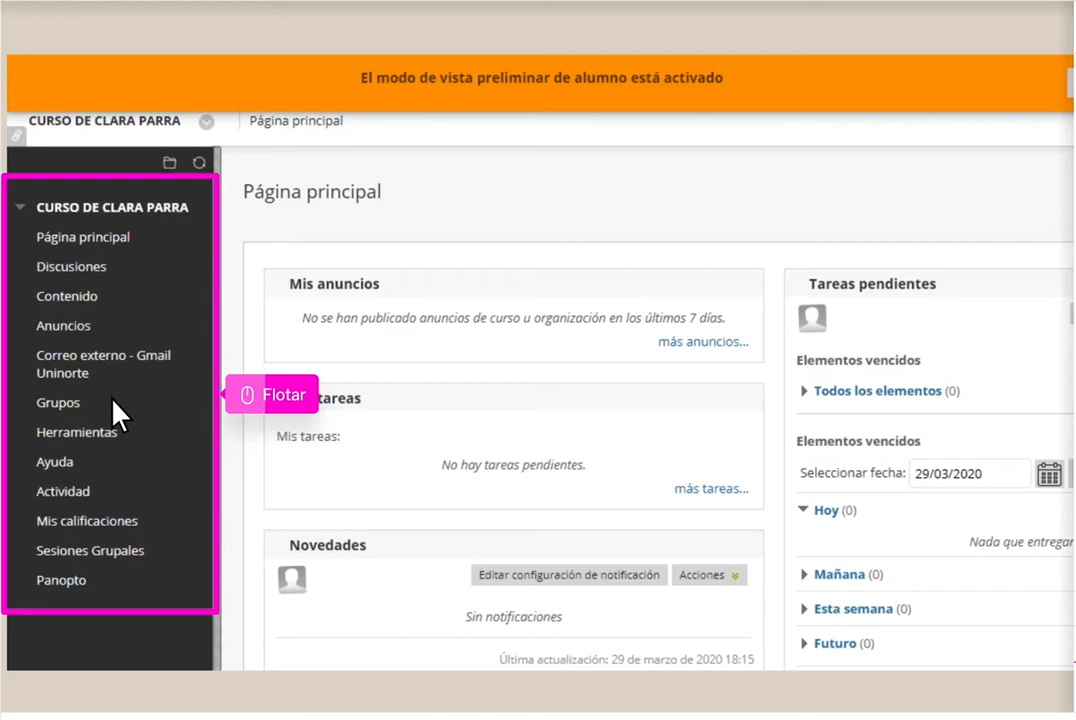 El modo de vista preliminar de alumno está activado
CURSO DE CLARA PARRA
Página principal
CURSO DE CLARA PARRA
Página principal
Discusiones
Contenido
Anuncios
Correo externo - Gmail
Uninorte
Grupos
Herramientas
Ayuda
Actividad
Mis calificaciones
Sesiones Grupales
Panopto
Flotar
Página principal
Mis anuncios
No se han publicado anuncios de curso u organización en los últimos 7 días.
más anuncios...
tareas
Mis tareas:
No hay tareas pendientes.
más tareas...
Novedades
Editar configuración de notificación
Acciones
Sin notificaciones
Última actualización: 29 de marzo de 2020 18:15
Tareas pendientes
Elementos vencidos
Todos los elementos (0)
Elementos vencidos
Seleccionar fecha: 29/03/2020
Hoy (0)
Nada que entregar
Mañana (0)
Esta semana (0)
Futuro (0)